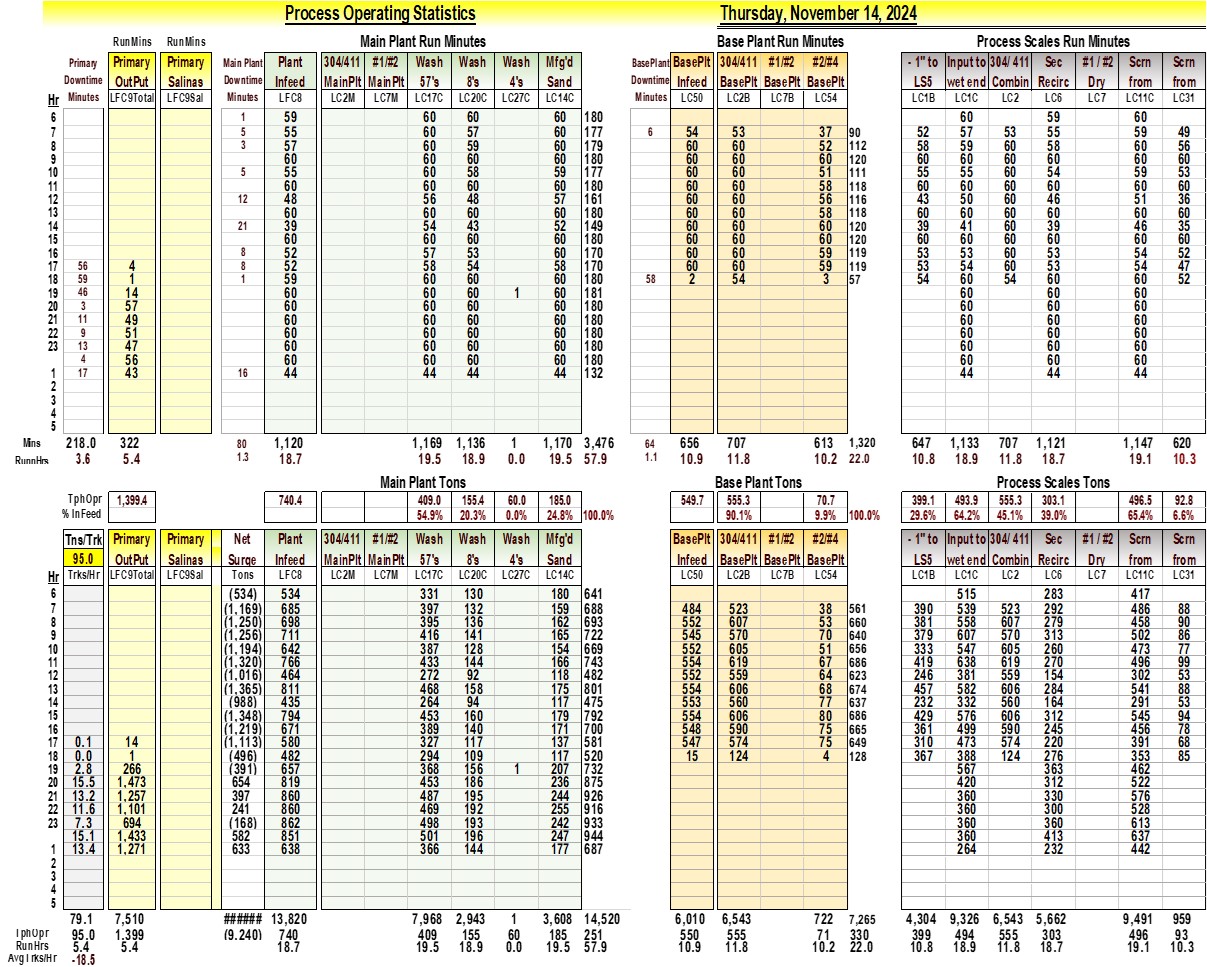 Process Operating Statistics Thursday, November 14, 2024
RunMins RunMins Main Plant Run Minutes Base Plant Run Minutes Process Scales Run Minutes
Primary Primary Primary Main Plant Plant 304/411 #1/#2 Wash Wash Wash Mfg'd BasePlant BasePlt 304/411 #1/#2 #2/#4 - 1" to Input to 304/ 411 Sec #1 / #2 Scrn Scrn
Downtime OutPut Salinas Downtime Infeed MainPlt MainPlt 57's 8's 4's Sand Downtime Infeed BasePlt BasePlt BasePlt LS5 wet end Combin Recirc Dry from from
Hr Minutes LFC9Total LFC9Sal Minutes LFC8 LC2M LC7M LC17C LC20C LC27C LC14C Minutes LC50 LC2B LC7B LC54 LC1B LC1C LC2 LC6 LC7 LC11C LC31
6 1 59 60 60 60 180 60 59 60
7 5 55 60 57 60 177 6 54 53 37 90 52 57 53 55 59 49
8 3 57 60 59 60 179 60 60 52 112 58 59 60 58 60 56
9 60 60 60 60 180 60 60 60 120 60 60 60 60 60 60
10 5 55 60 58 59 177 60 60 51 111 55 55 60 54 59 53
11 60 60 60 60 180 60 60 58 118 60 60 60 60 60 60
12 12 48 56 48 57 161 60 60 56 116 43 50 60 46 51 36
13 60 60 60 60 180 60 60 58 118 60 60 60 60 60 60
14 21 39 54 43 52 149 60 60 60 120 39 41 60 39 46 35
15 60 60 60 60 180 60 60 60 120 60 60 60 60 60 60
16 8 52 57 53 60 170 60 60 59 119 53 53 60 53 54 52
17 56 4 8 52 58 54 58 170 60 60 59 119 53 54 60 53 54 47
18 59 1 1 59 60 60 60 180 58 2 54 3 57 54 60 54 60 60 52
19 46 14 60 60 60 1 60 181 60 60 60
20 3 57 60 60 60 60 180 60 60 60
21 11 49 60 60 60 60 180 60 60 60
22 9 51 60 60 60 60 180 60 60 60
23 13 47 60 60 60 60 180 60 60 60
4 56 60 60 60 60 180 60 60 60
1 17 43 16 44 44 44 44 132 44 44 44
2
3
4
5
Mins 218.0 322 80 1,120 1,169 1,136 1 1,170 3,476 64 656 707 613 1,320 647 1,133 707 1,121 1,147 620
RunnHrs 3.6 5.4 1.3 18.7 19.5 18.9 0.0 19.5 57.9 1.1 10.9 11.8 10.2 22.0 10.8 18.9 11.8 18.7 19.1 10.3
Main Plant Tons Base Plant Tons Process Scales Tons
TphOpr 1,399.4 740.4 409.0 155.4 60.0 185.0 549.7 555.3 70.7 399.1 493.9 555.3 303.1 496.5 92.8
% InFeed 54.9% 20.3% 0.0% 24.8% 100.0% 90.1% 9.9% 100.0% 29.6% 64.2% 45.1% 39.0% 65.4% 6.6%
Tns/Trk Primary Primary Net Plant 304/411 #1/#2 Wash Wash Wash Mfg'd BasePlt 304/411 #1/#2 #2/#4 - 1" to Input to 304/ 411 Sec #1 / #2 Scrn Scrn
95.0 OutPut Salinas Surge Infeed MainPlt MainPlt 57's 8's 4's Sand Infeed BasePlt BasePlt BasePlt LS5 wet end Combin Recirc Dry from from
Hr Trks/Hr LFC9Total LFC9Sal Tons LFC8 LC2M LC7M LC17C LC20C LC27C LC14C LC50 LC2B LC7B LC54 LC1B LC1C LC2 LC6 LC7 LC11C LC31
6 (534) 534 331 130 180 641 515 283 417
7 (1,169) 685 397 132 159 688 484 523 38 561 390 539 523 292 486 88
8 (1,250) 698 395 136 162 693 552 607 53 660 381 558 607 279 458 90
9 (1,256) 711 416 141 165 722 545 570 70 640 379 607 570 313 502 86
10 (1,194) 642 387 128 154 669 552 605 51 656 333 547 605 260 473 77
11 (1,320) 766 433 144 166 743 554 619 67 686 419 638 619 270 496 99
12 (1,016) 464 272 92 118 482 552 559 64 623 246 381 559 154 302 53
13 (1,365) 811 468 158 175 801 554 606 68 674 457 582 606 284 541 88
14 (988) 435 264 94 117 475 553 560 77 637 232 332 560 164 291 53
15 (1,348) 794 453 160 179 792 554 606 80 686 429 576 606 312 545 94
16 (1,219) 671 389 140 171 700 548 590 75 665 361 499 590 245 456 78
17 0.1 14 (1,113) 580 327 117 137 581 547 574 75 649 310 473 574 220 391 68
18 0.0 1 (496) 482 294 109 117 520 15 124 4 128 367 388 124 276 353 85
19 2.8 266 (391) 657 368 156 1 207 732 567 363 462
20 15.5 1,473 654 819 453 186 236 875 420 312 522
21 13.2 1,257 397 860 487 195 244 926 360 330 576
22 11.6 1,101 241 860 469 192 255 916 360 300 528
23 7.3 694 (168) 862 498 193 242 933 360 360 613
15.1 1,433 582 851 501 196 247 944 360 413 637
1 13.4 1,271 633 638 366 144 177 687 264 232 442
2
3
4
5
79.1 7,510 ###### 13,820 7,968 2,943 1 3,608 14,520 6,010 6,543 722 7,265 4,304 9,326 6,543 5,662 9,491 959
TphOpr 95.0 1,399 (9,240) 740 409 155 60 185 251 550 555 71 330 399 494 555 303 496 93
RunHrs 5.4 5.4 18.7 19.5 18.9 0.0 19.5 57.9 10.9 11.8 10.2 22.0 10.8 18.9 11.8 18.7 19.1 10.3
AvgTrks/Hr -18.5